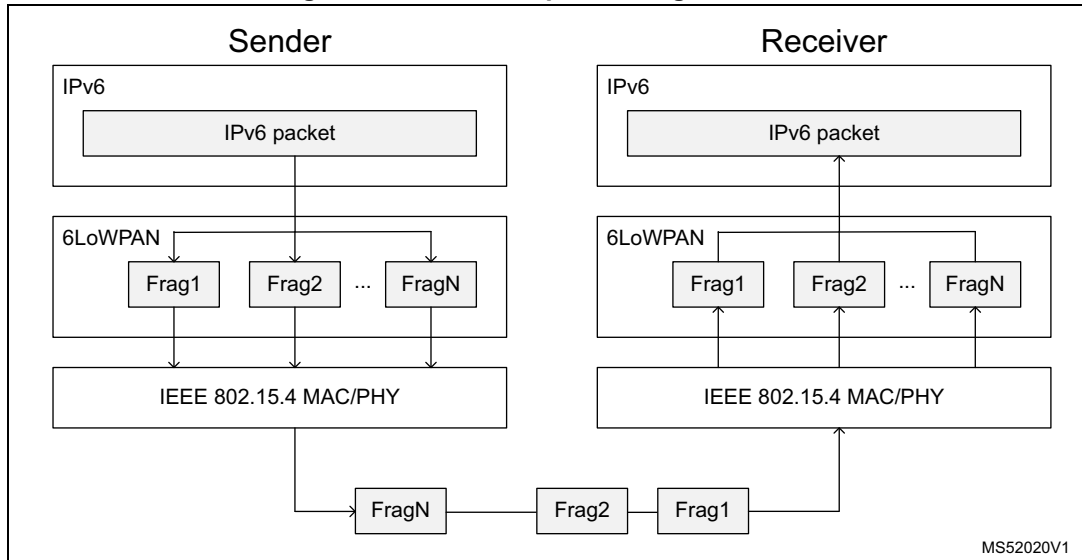 Sender
Receiver
IPv6
IPv6 packet
IPv6
IPv6 packet
6LoWPAN
Frag1
Frag2
...
FragN
6LoWPAN
Frag1
Frag2
...
FragN
IEEE 802.15.4 MAC/PHY
IEEE 802.15.4 MAC/PHY
FragN
Frag2
Frag1
MS52020V1